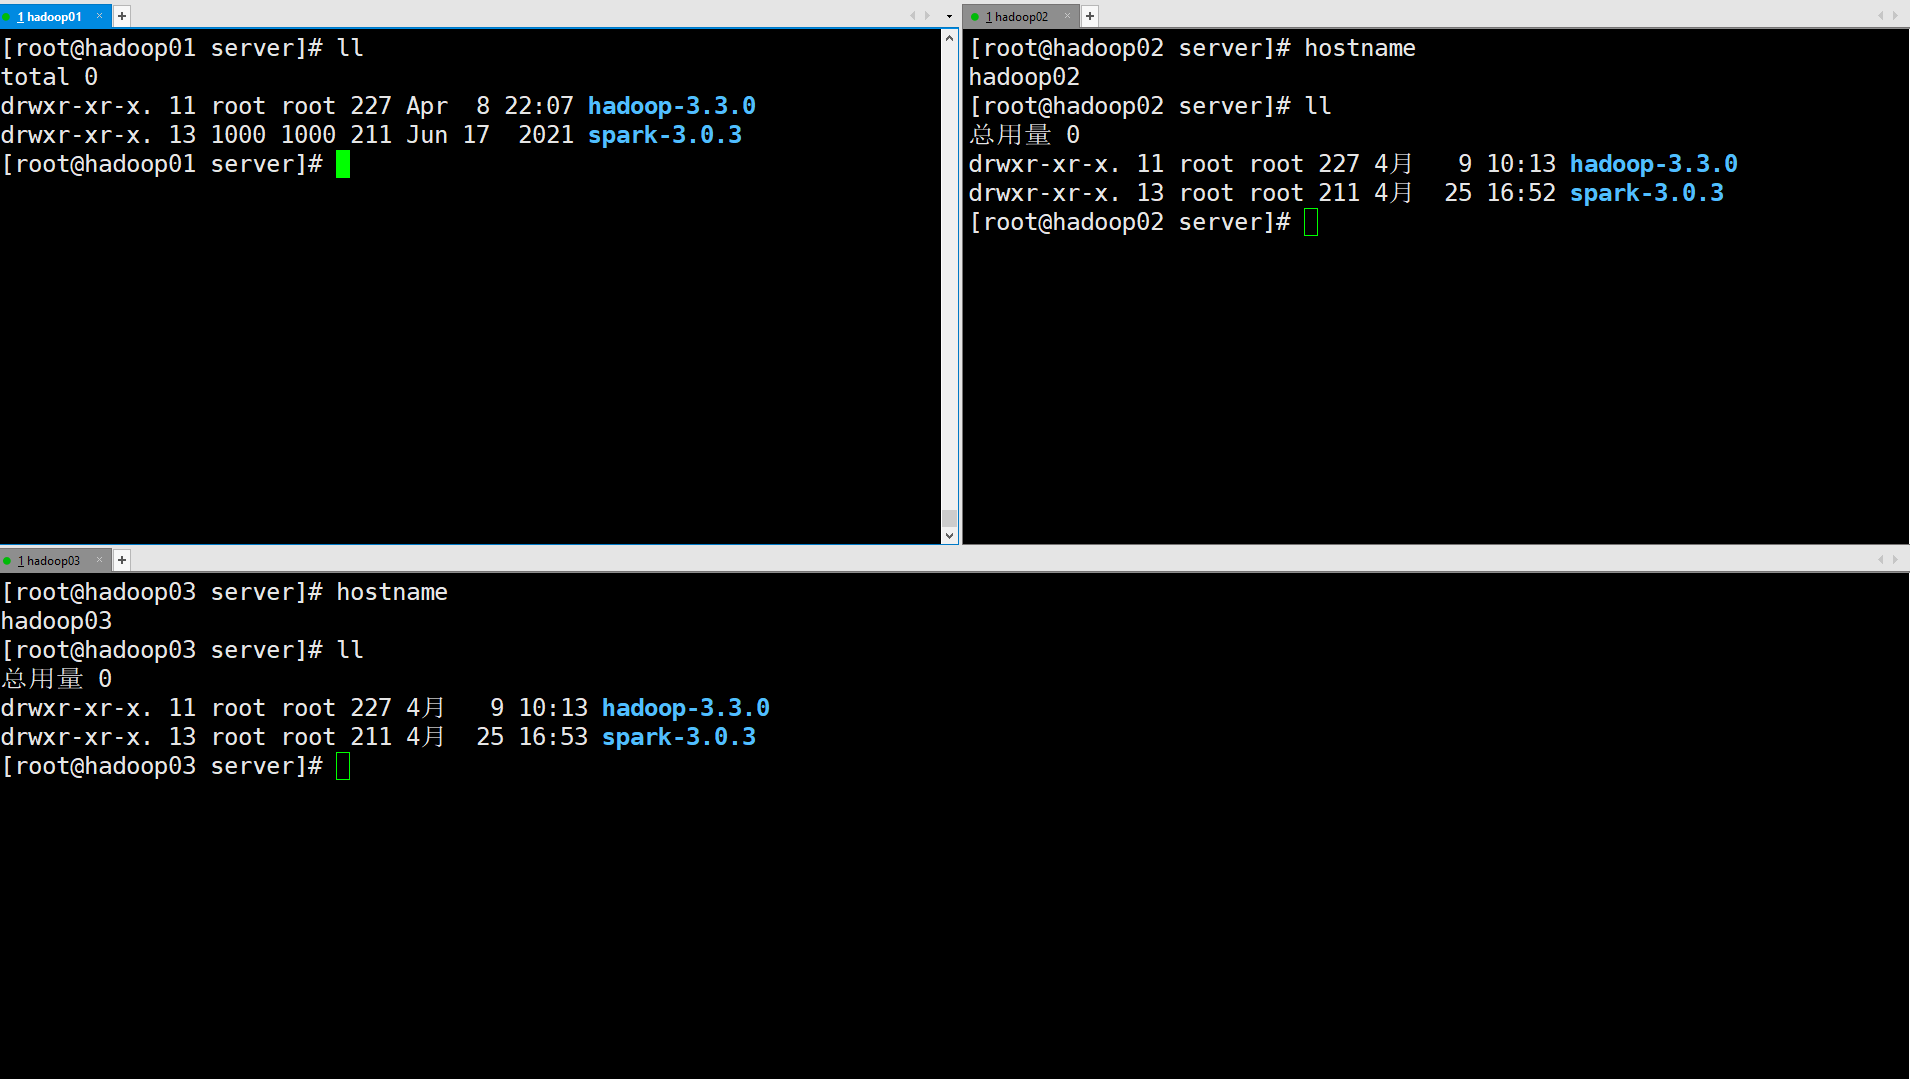 1 hadoop01 × +
[root@hadoop01 server]# ll
total 0
drwxr-xr-x. 11 root root 227 Apr  8 22:07 hadoop-3.3.0
drwxr-xr-x. 13 1000 1000 211 Jun 17  2021 spark-3.0.3
[root@hadoop01 server]#
1 hadoop02 × +
[root@hadoop02 server]# hostname
hadoop02
[root@hadoop02 server]# ll
总用量 0
drwxr-xr-x. 11 root root 227 4月   9 10:13 hadoop-3.3.0
drwxr-xr-x. 13 root root 211 4月  25 16:52 spark-3.0.3
[root@hadoop02 server]#
1 hadoop03 × +
[root@hadoop03 server]# hostname
hadoop03
[root@hadoop03 server]# ll
总用量 0
drwxr-xr-x. 11 root root 227 4月   9 10:13 hadoop-3.3.0
drwxr-xr-x. 13 root root 211 4月  25 16:53 spark-3.0.3
[root@hadoop03 server]#